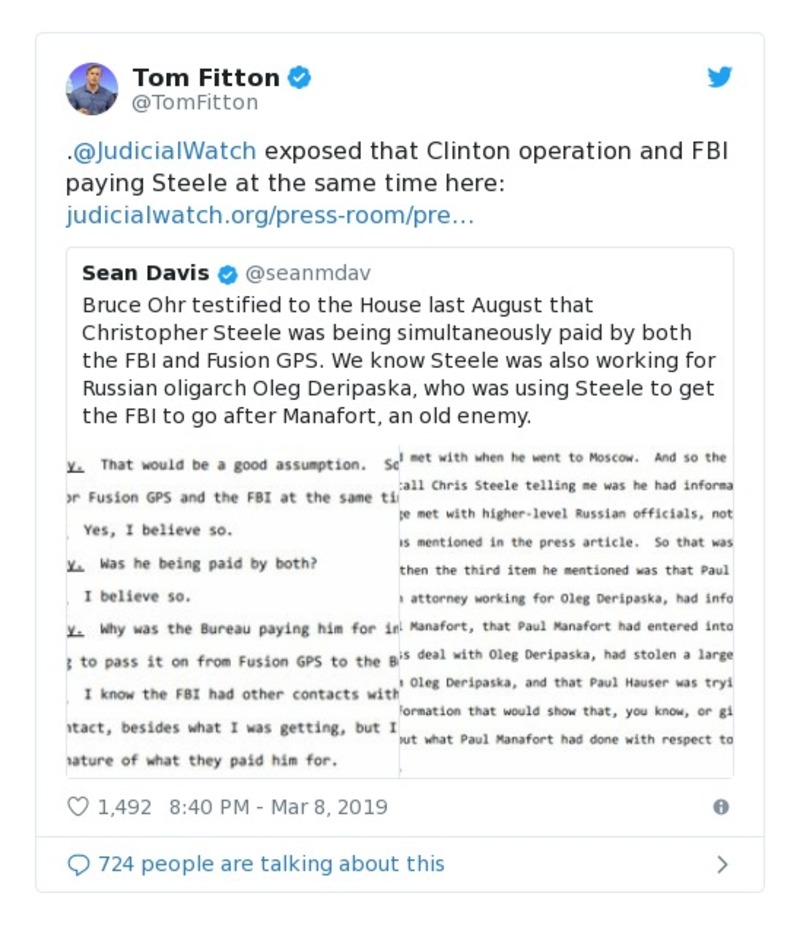 Tom Fitton
@TomFitton
.@JudicialWatch exposed that Clinton operation and FBI
paying Steele at the same time here:
judicialwatch.org/press-room/pre…
Sean Davis @seanmdav
Bruce Ohr testified to the House last August that
Christopher Steele was being simultaneously paid by both
the FBI and Fusion GPS. We know Steele was also working for
Russian oligarch Oleg Deripaska, who was using Steele to get
the FBI to go after Manafort, an old enemy.
y. That would be a good assumption. So
or Fusion GPS and the FBI at the same ti
Yes, I believe so.
y. Was he being paid by both?
I believe so.
y. Why was the Bureau paying him for in
g to pass it on from Fusion GPS to the B
I know the FBI had other contacts with
ntact, besides what I was getting, but I
nature of what they paid him for.
met with when he went to Moscow. And so the
call Chris Steele telling me was he had informa
met with higher-level Russian officials, not
s mentioned in the press article. So that was
then the third item he mentioned was that Paul
attorney working for Oleg Deripaska, had info
Manafort, that Paul Manafort had entered into
ss deal with Oleg Deripaska, had stolen a large
Oleg Deripaska, and that Paul Hauser was tryi
formation that would show that, you know, or gi
out what Paul Manafort had done with respect to
1,492 8:40 PM - Mar 8, 2019
724 people are talking about this